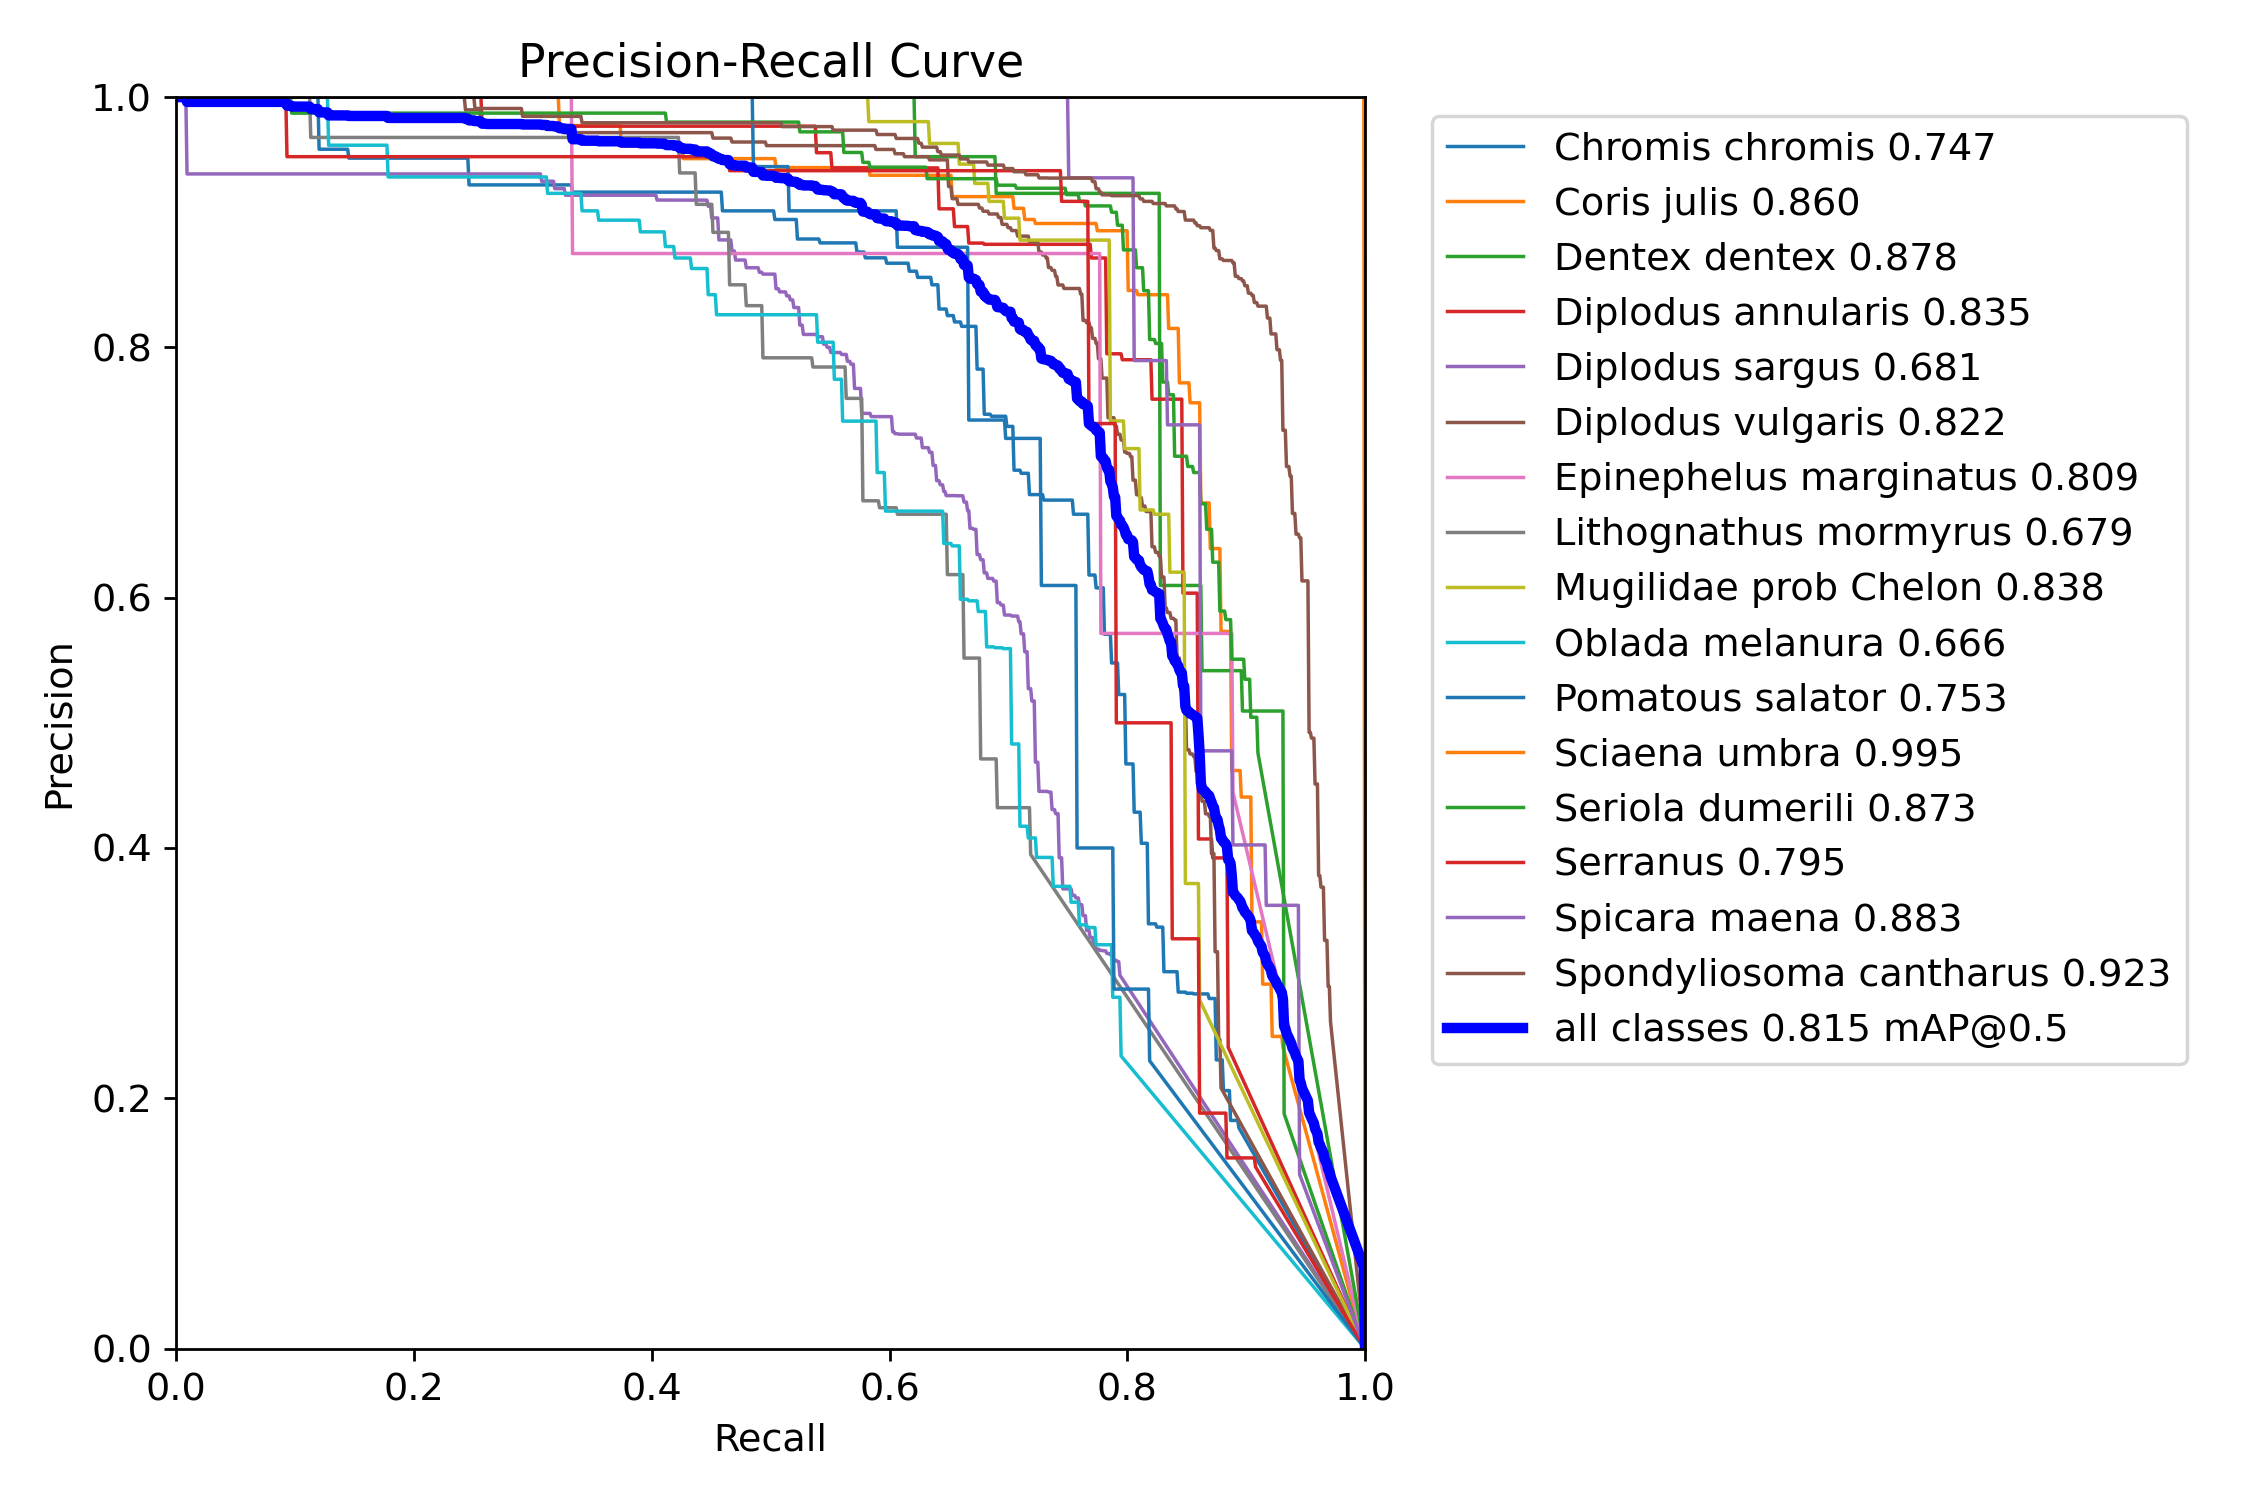 Precision-Recall Curve
1.0
0.8
0.6
0.4
0.2
0.0
Precision
0.0 0.2 0.4 0.6 0.8 1.0
Recall
Chromis chromis 0.747
Coris julis 0.860
Dentex dentex 0.878
Diplodus annularis 0.835
Diplodus sargus 0.681
Diplodus vulgaris 0.822
Epinephelus marginatus 0.809
Lithognathus mormyrus 0.679
Mugilidae prob Chelon 0.838
Oblada melanura 0.666
Pomatous salator 0.753
Sciaena umbra 0.995
Seriola dumerili 0.873
Serranus 0.795
Spicara maena 0.883
Spondyliosoma cantharus 0.923
all classes 0.815 mAP@0.5